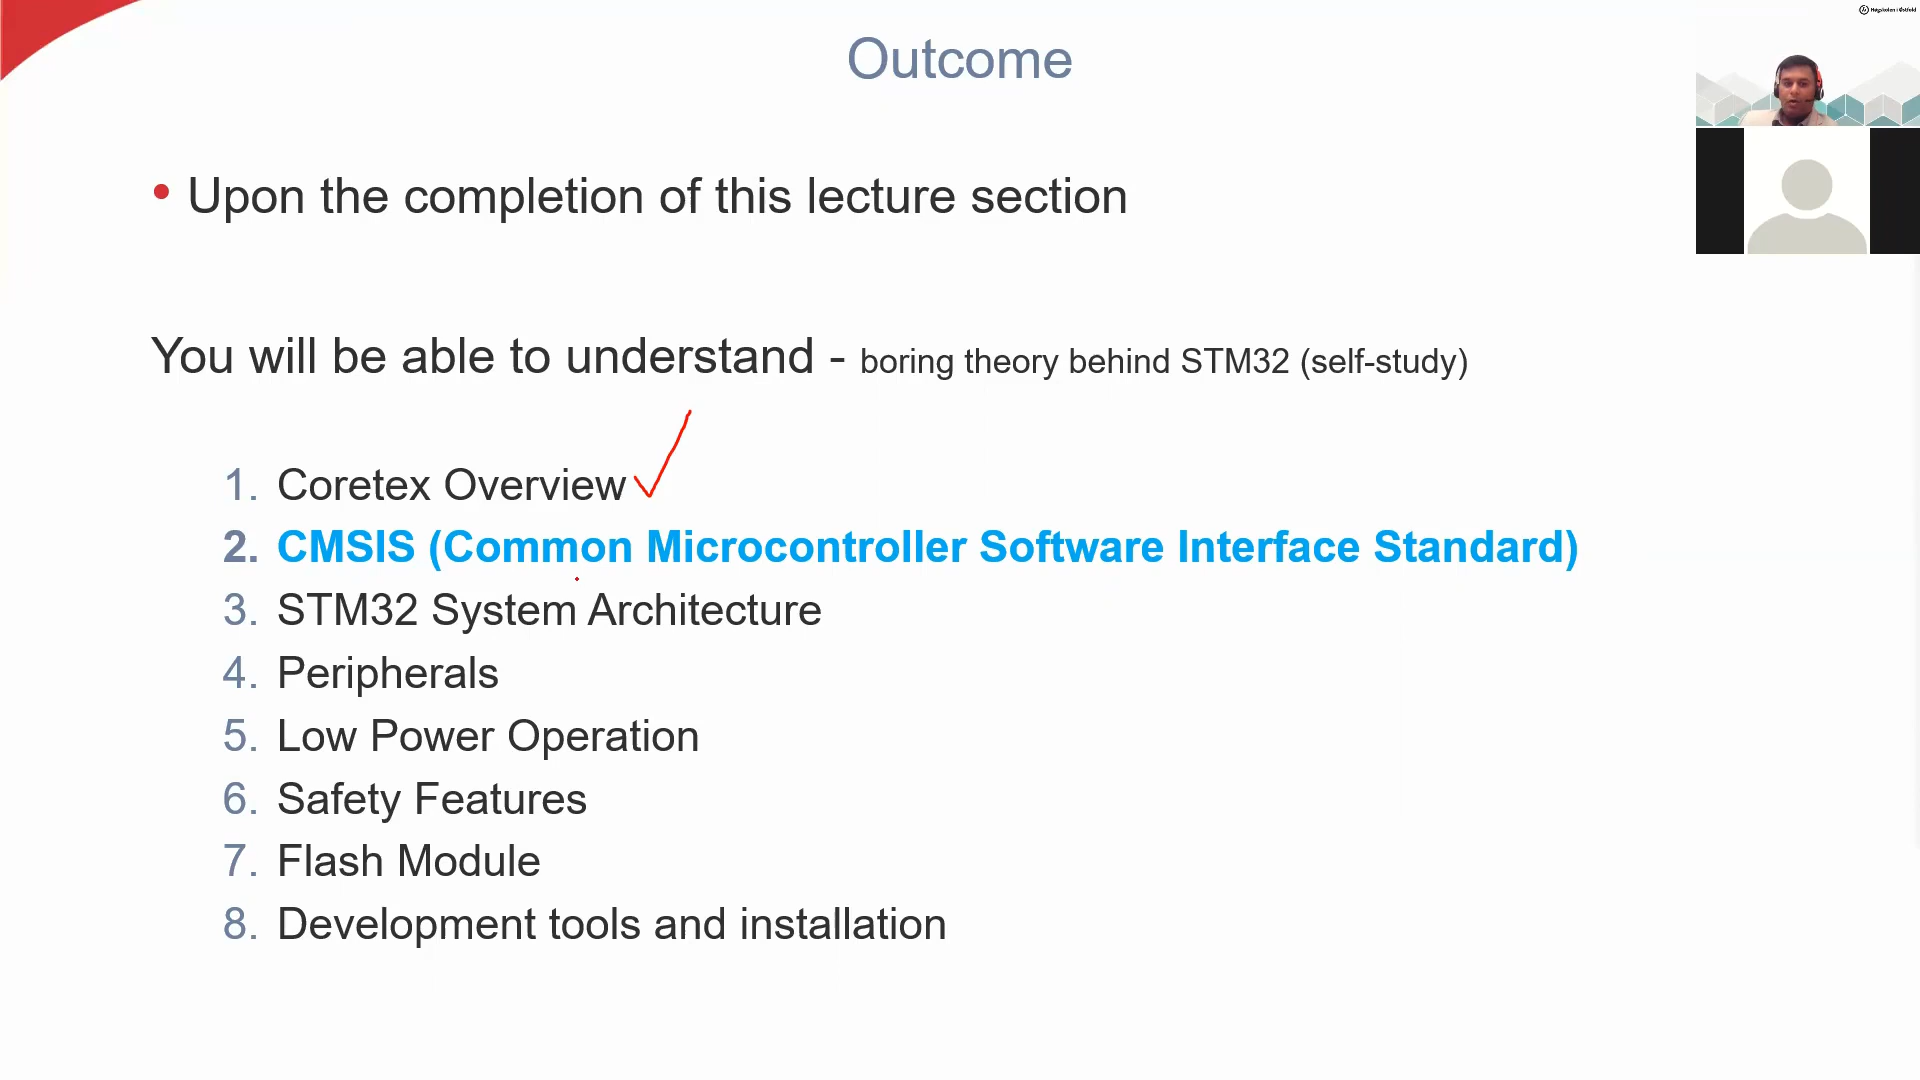 Høgskolen i Østfold
Outcome
• Upon the completion of this lecture section
You will be able to understand - boring theory behind STM32 (self-study)
1. Coretex Overview
2. CMSIS (Common Microcontroller Software Interface Standard)
3. STM32 System Architecture
4. Peripherals
5. Low Power Operation
6. Safety Features
7. Flash Module
8. Development tools and installation